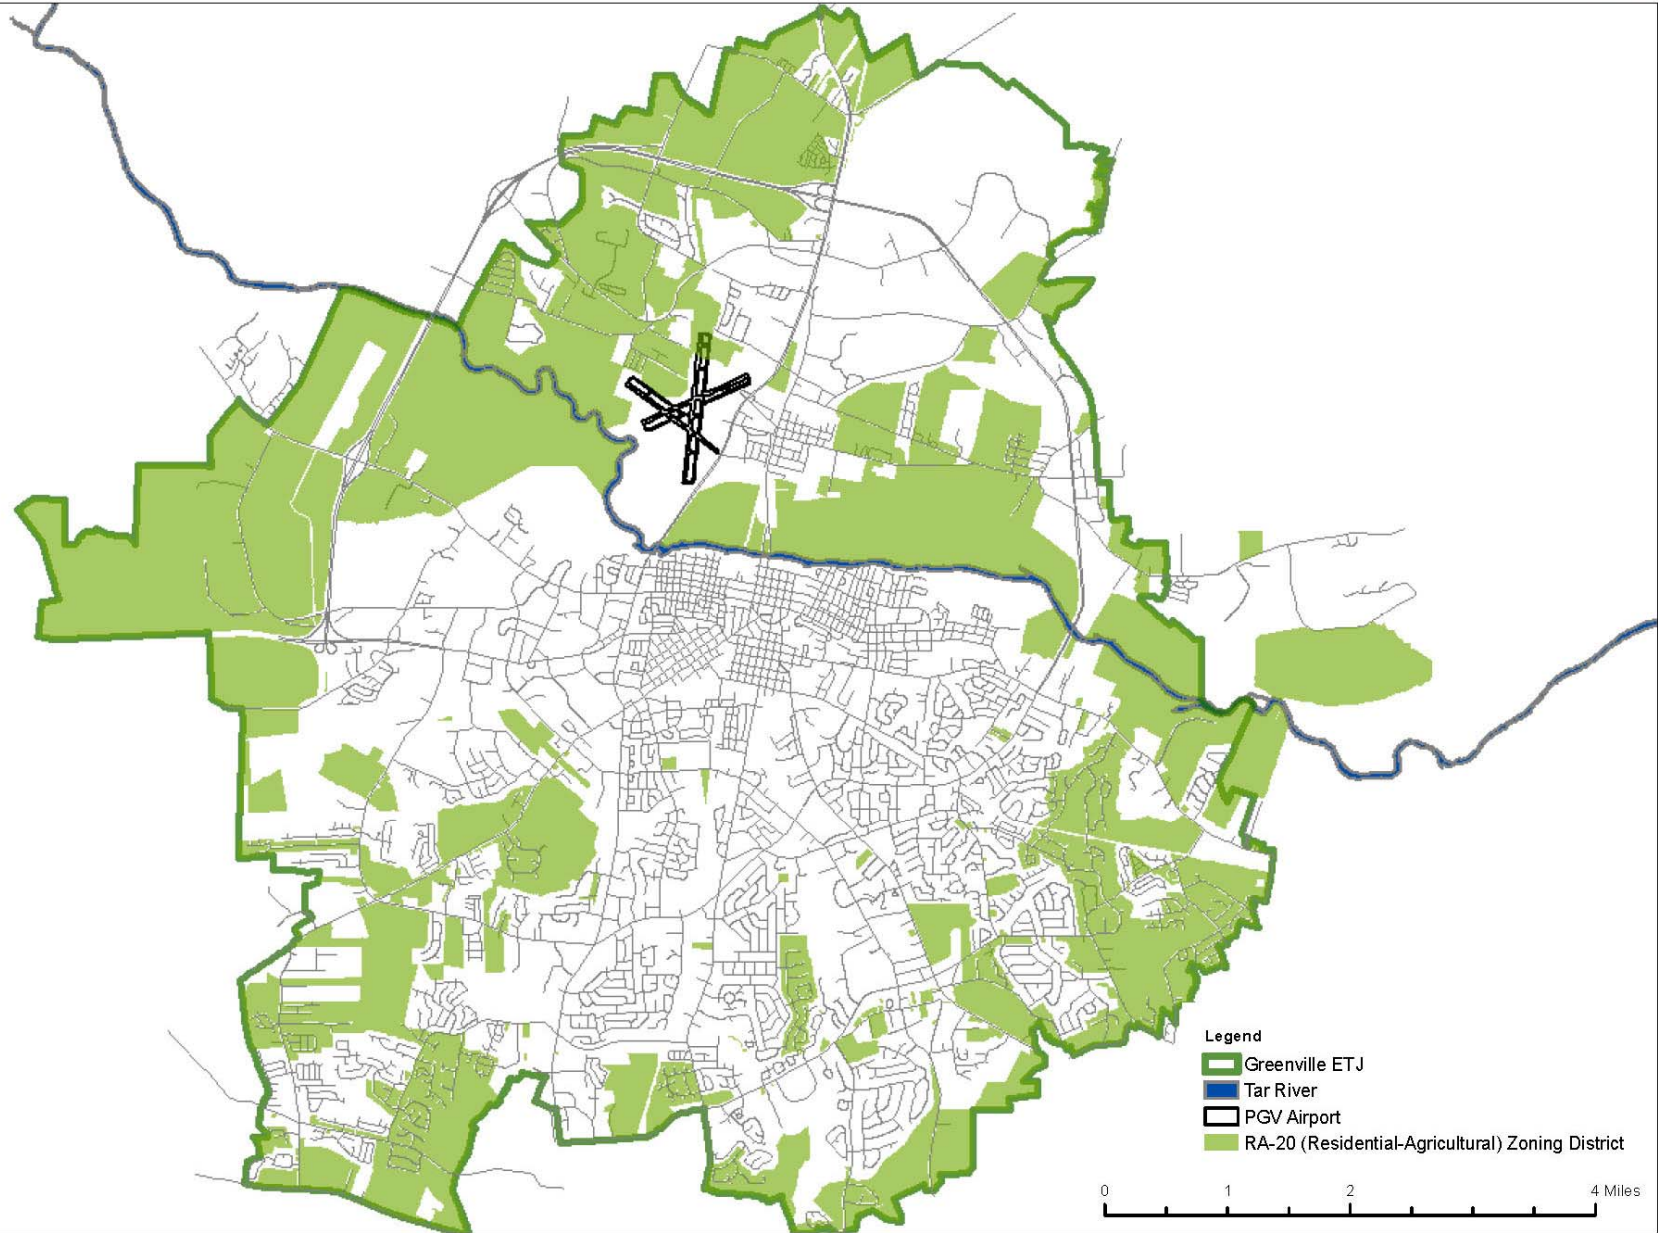 Legend
Greenville ETJ
Tar River
PGV Airport
RA-20 (Residential-Agricultural) Zoning District
0 1 2 4 Miles